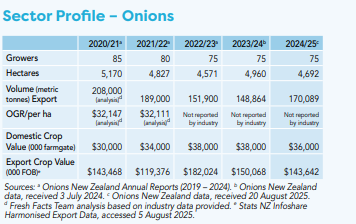 Sector Profile – Onions
2020/21ᵃ 2021/22ᵃ 2022/23ᵃ 2023/24ᵇ 2024/25ᶜ
Growers 85 80 75 75 75
Hectares 5,170 4,827 4,571 4,960 4,692
Volume (metric tonnes) Export 208,000 (analysis)ᵈ 189,000 151,900 148,864 170,089
OGR/per ha $32,147 (analysis)ᵈ $32,111 (analysis)ᵈ Not reported by industry Not reported by industry Not reported by industry
Domestic Crop Value (000 farmgate) $30,000 $34,000 $38,000 $38,000 $36,000
Export Crop Value (000 FOB)ᵉ $143,468 $119,376 $182,024 $150,068 $143,642
Sources: ᵃ Onions New Zealand Annual Reports (2019 – 2024). ᵇ Onions New Zealand
data, received 3 July 2024. ᶜ Onions New Zealand data, received 20 August 2025.
ᵈ Fresh Facts Team analysis based on industry data provided. ᵉ Stats NZ Infoshare
Harmonised Export Data, accessed 5 August 2025.